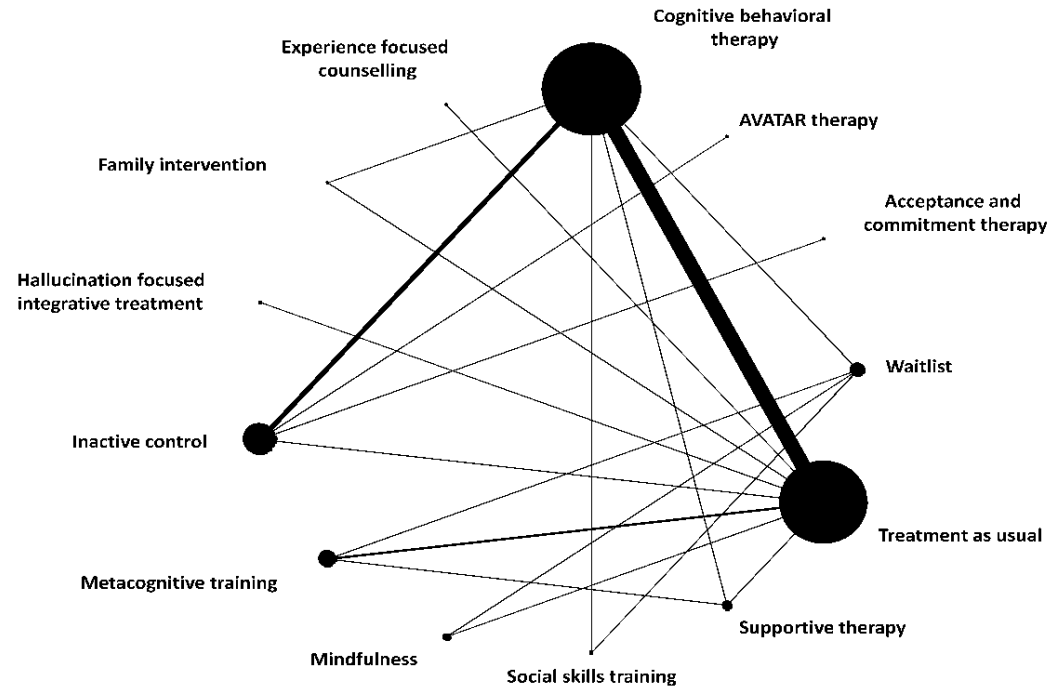 Cognitive behavioral
therapy
Experience focused
counselling
AVATAR therapy
Family intervention
Acceptance and
commitment therapy
Hallucination focused
integrative treatment
Waitlist
Inactive control
Treatment as usual
Metacognitive training
Supportive therapy
Mindfulness
Social skills training